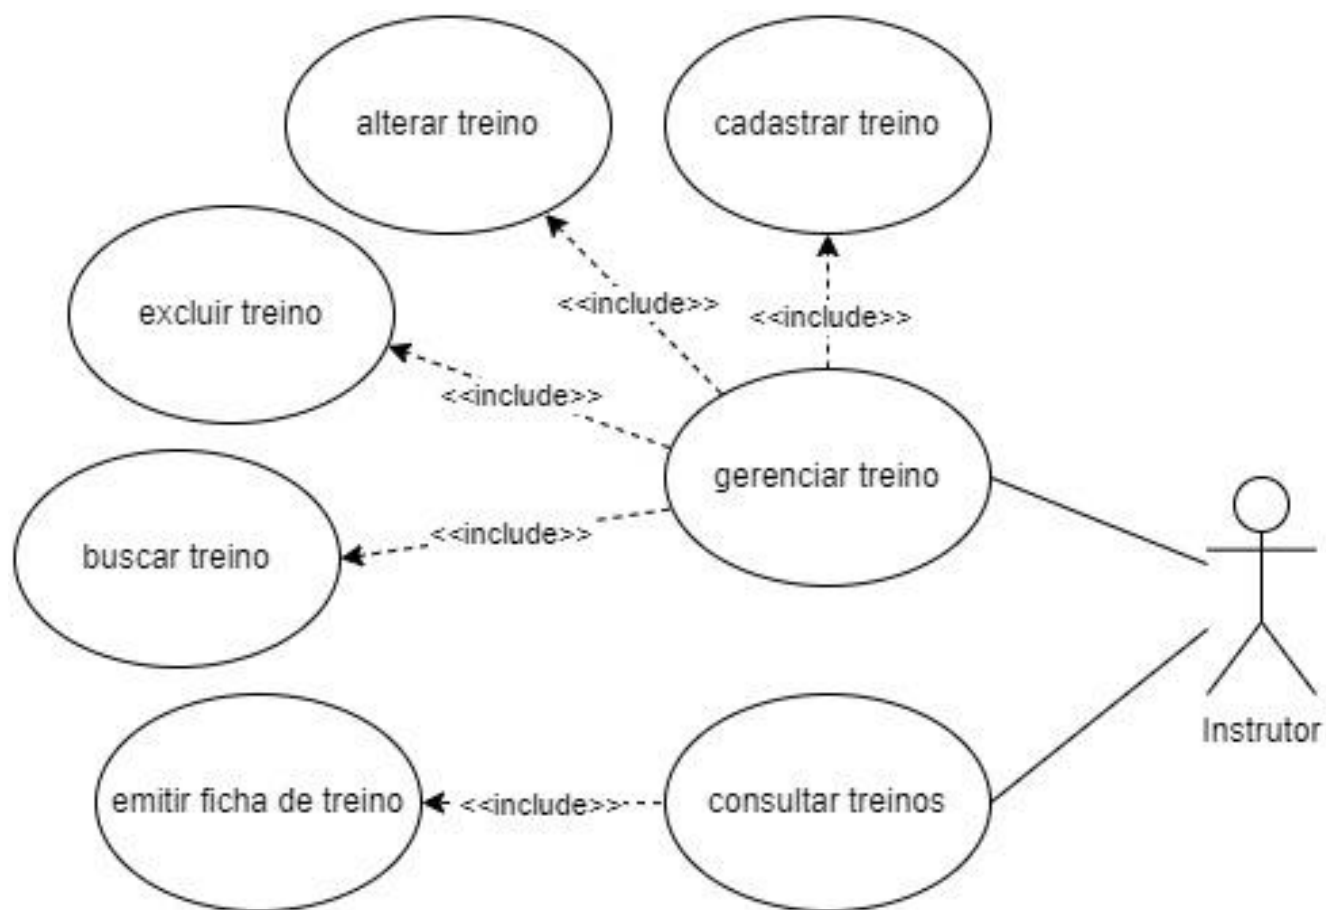 alterar treino
cadastrar treino
excluir treino
<<include>>
<<include>>
<<include>>
gerenciar treino
buscar treino
<<include>>
Instrutor
emitir ficha de treino
<<include>>
consultar treinos